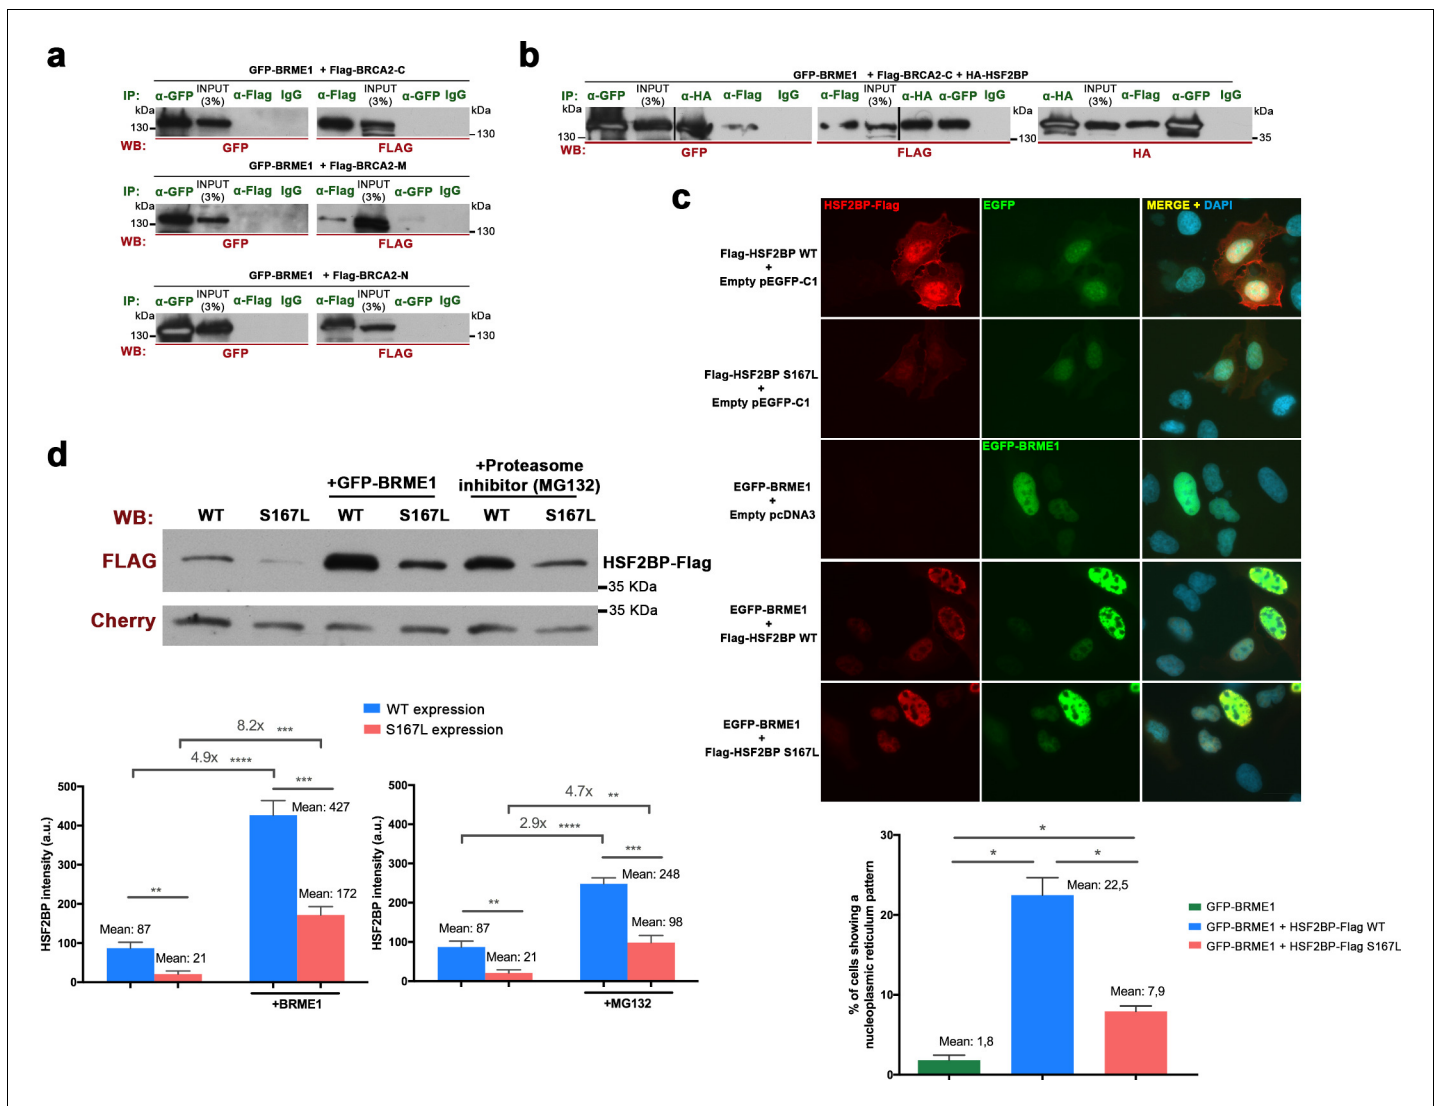 a
GFP-BRME1 + Flag-BRCA2-C
IP: α-GFP INPUT (3%) α-Flag IgG α-Flag INPUT (3%) α-GFP IgG
kDa kDa
130 130
WB: GFP FLAG
GFP-BRME1 + Flag-BRCA2-M
IP: α-GFP INPUT (3%) α-Flag IgG α-Flag INPUT (3%) α-GFP IgG
kDa kDa
130 130
WB: GFP FLAG
GFP-BRME1 + Flag-BRCA2-N
IP: α-GFP INPUT (3%) α-Flag IgG α-Flag INPUT (3%) α-GFP IgG
kDa kDa
130 130
WB: GFP FLAG
b
GFP-BRME1 + Flag-BRCA2-C + HA-HSF2BP
IP: α-GFP INPUT (3%) α-HA α-Flag IgG α-Flag INPUT (3%) α-HA α-GFP IgG α-HA INPUT (3%) α-Flag α-GFP IgG
kDa kDa kDa
130 130 35
WB: GFP FLAG HA
c
HSF2BP-Flag EGFP MERGE + DAPI
Flag-HSF2BP WT
+
Empty pEGFP-C1
Flag-HSF2BP S167L
+
Empty pEGFP-C1
EGFP-BRME1
EGFP-BRME1
+
Empty pcDNA3
EGFP-BRME1
+
Flag-HSF2BP WT
EGFP-BRME1
+
Flag-HSF2BP S167L
% of cells showing a
nucleoplasmic reticulum pattern
30
20
10
0
* * *
Mean: 1,8
Mean: 22,5
Mean: 7,9
GFP-BRME1
GFP-BRME1 + HSF2BP-Flag WT
GFP-BRME1 + HSF2BP-Flag S167L
d
+GFP-BRME1
+Proteasome
inhibitor (MG132)
WB: WT S167L WT S167L WT S167L
FLAG HSF2BP-Flag
35 KDa
35 KDa
Cherry
WT expression
S167L expression
HSF2BP intensity (a.u.)
500
400
300
200
100
0
8.2x ***
4.9x ****
***
**
Mean: 87
Mean: 21
Mean: 427
Mean: 172
+BRME1
HSF2BP intensity (a.u.)
500
400
300
200
100
0
4.7x **
2.9x ****
***
**
Mean: 87
Mean: 21
Mean: 248
Mean: 98
+MG132